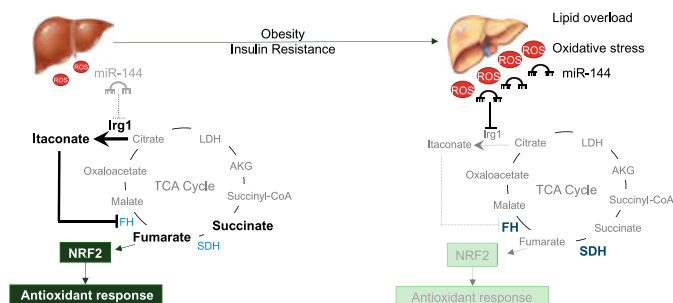 Obesity
Insulin Resistance
ROS
ROS
miR-144
Irg1
Itaconate
Citrate
LDH
Oxaloacetate
AKG
TCA Cycle
Malate
Succinyl-CoA
FH
Succinate
Fumarate
SDH
NRF2
Antioxidant response
Lipid overload
Oxidative stress
miR-144
ROS
ROS
ROS
ROS
ROS
Irg1
Itaconate
Citrate
LDH
Oxaloacetate
AKG
TCA Cycle
Malate
Succinyl-CoA
FH
Succinate
Fumarate
SDH
NRF2
Antioxidant response